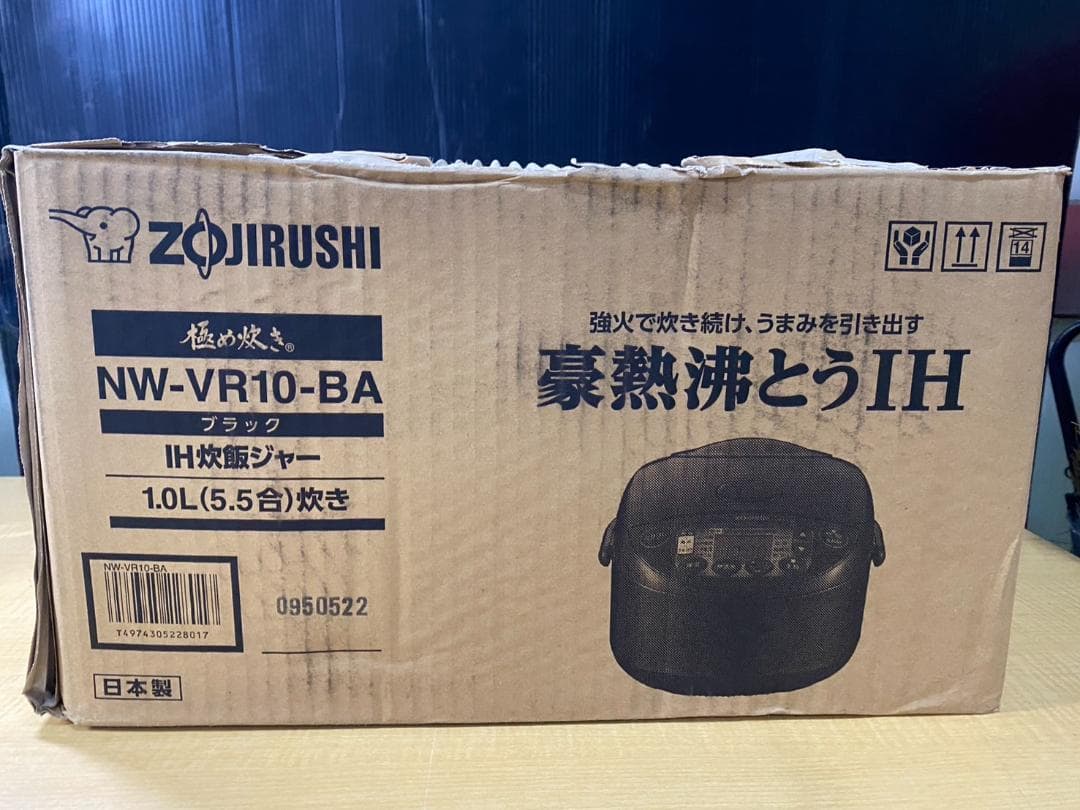 ZOJIRUSHI
極め炊き®
NW-VR10-BA
ブラック
IH炊飯ジャー
1.0L(5.5合)炊き
NW-VR10-BA
T4974305228017
0950522
日本製
14
強火で炊き続け、うまみを引き出す
豪熱沸とうIH
ZOJIRUSHI